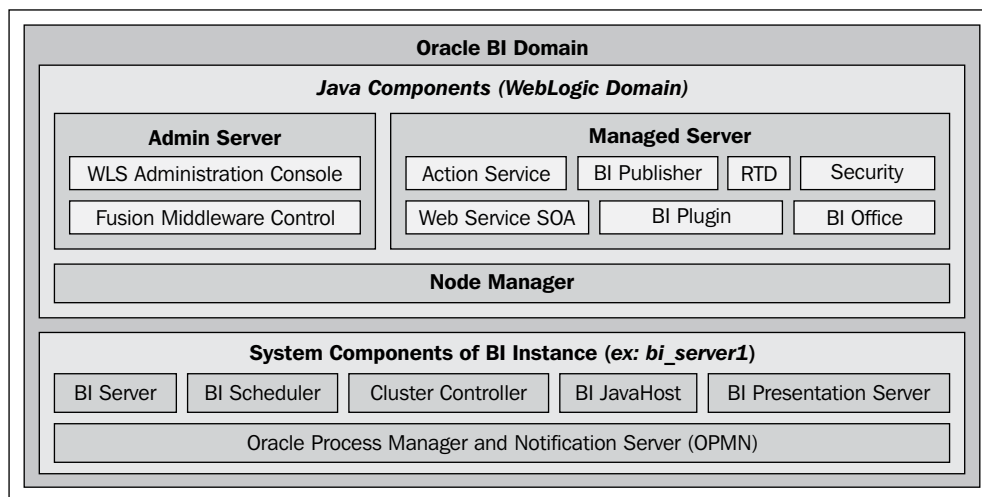 Oracle BI Domain
Java Components (WebLogic Domain)
Admin Server
WLS Administration Console
Fusion Middleware Control
Managed Server
Action Service
BI Publisher
RTD
Security
Web Service SOA
BI Plugin
BI Office
Node Manager
System Components of BI Instance (ex: bi_server1)
BI Server
BI Scheduler
Cluster Controller
BI JavaHost
BI Presentation Server
Oracle Process Manager and Notification Server (OPMN)